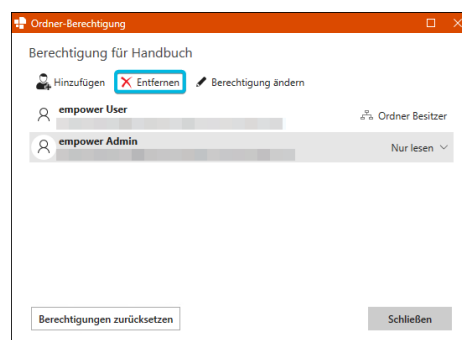 Ordner-Berechtigung
Berechtigung für Handbuch
Hinzufügen Entfernen Berechtigung ändern
empower User
Ordner Besitzer
empower Admin
Nur lesen
Berechtigungen zurücksetzen Schließen